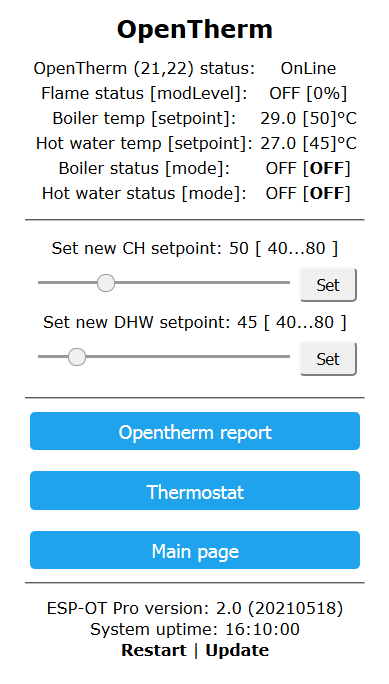 OpenTherm
OpenTherm (21,22) status: OnLine
Flame status [modLevel]: OFF [0%]
Boiler temp [setpoint]: 29.0 [50]°C
Hot water temp [setpoint]: 27.0 [45]°C
Boiler status [mode]: OFF [OFF]
Hot water status [mode]: OFF [OFF]
Set new CH setpoint: 50 [ 40...80 ]
Set
Set new DHW setpoint: 45 [ 40...80 ]
Set
Opentherm report
Thermostat
Main page
ESP-OT Pro version: 2.0 (20210518)
System uptime: 16:10:00
Restart | Update